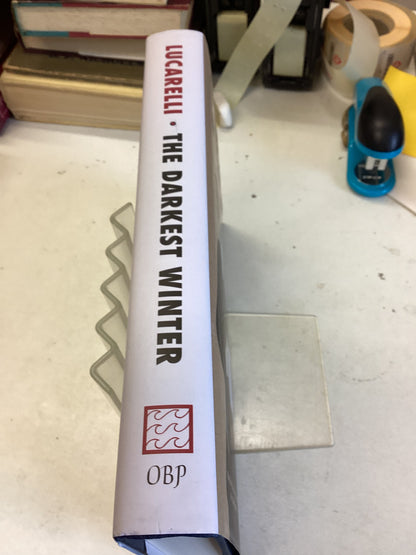 LUCARELLI • THE DARKEST WINTER
OBP